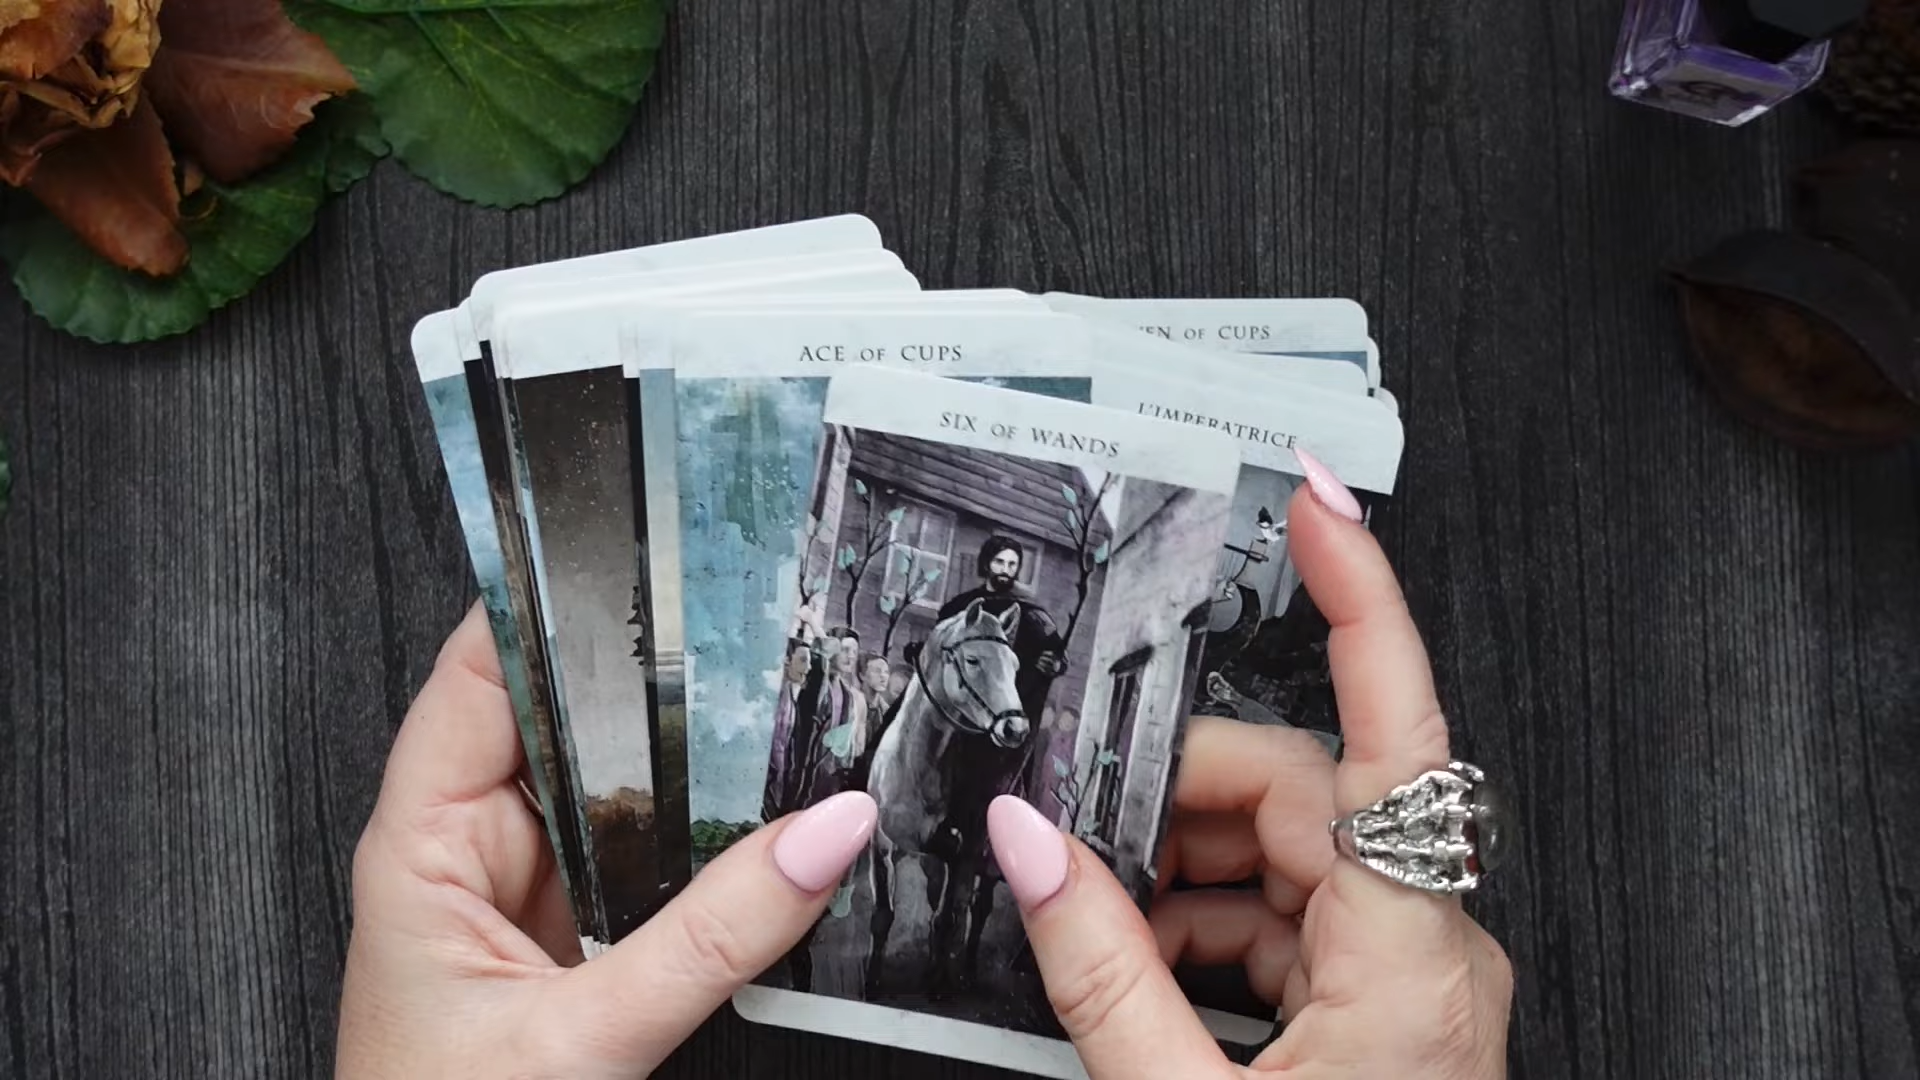 OF CUPS
ACE OF CUPS
L'IMPERATRICE
SIX OF WANDS